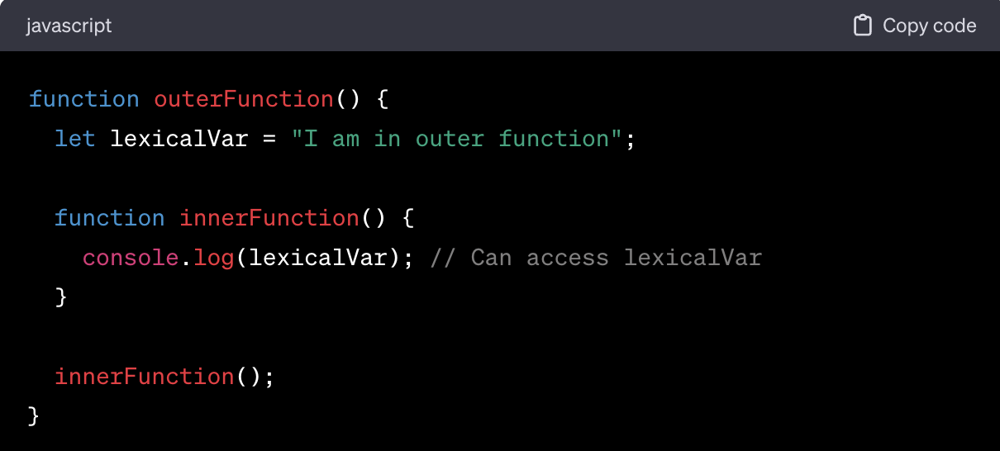 javascript
Copy code
function outerFunction() {
  let lexicalVar = "I am in outer function";
  function innerFunction() {
    console.log(lexicalVar); // Can access lexicalVar
  }
  innerFunction();
}